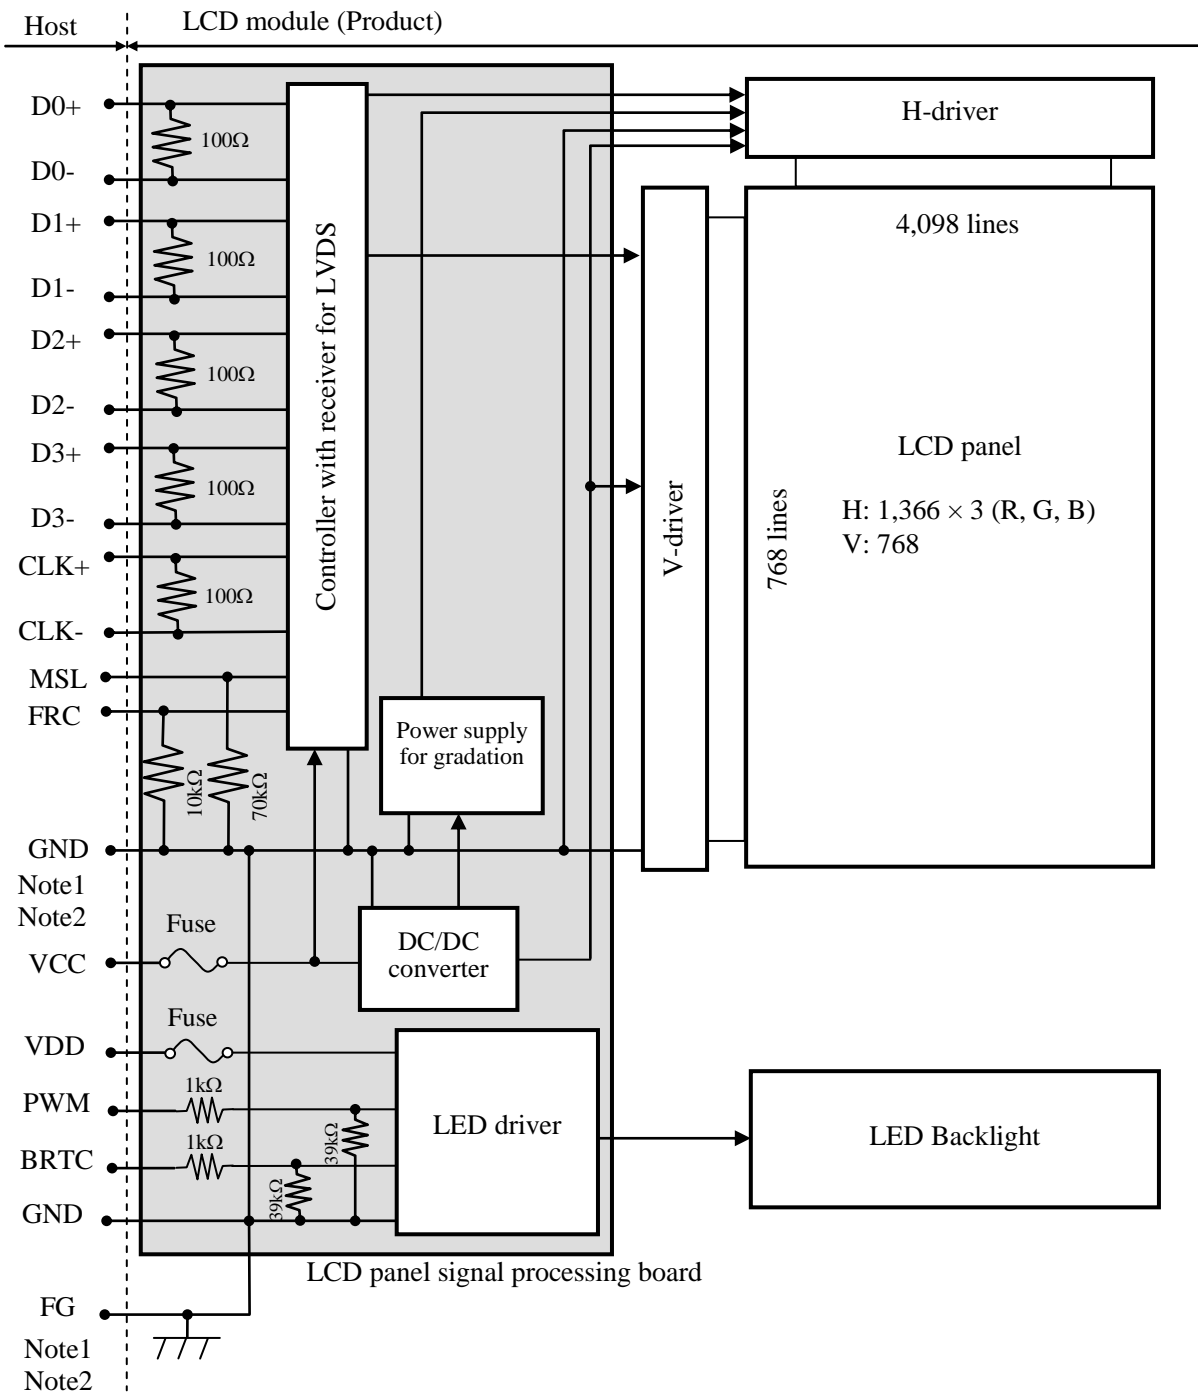 Host
LCD module (Product)
D0+
100Ω
D0-
D1+
100Ω
D1-
D2+
100Ω
D2-
D3+
100Ω
D3-
CLK+
100Ω
CLK-
MSL
FRC
10kΩ
70kΩ
GND
Note1
Note2
Fuse
VCC
Fuse
VDD
1kΩ
PWM
39kΩ
1kΩ
BRTC
39kΩ
GND
FG
Note1
Note2
Controller with receiver for LVDS
Power supply
for gradation
DC/DC
converter
LED driver
LCD panel signal processing board
H-driver
V-driver
4,098 lines
768 lines
LCD panel
H: 1,366 × 3 (R, G, B)
V: 768
LED Backlight